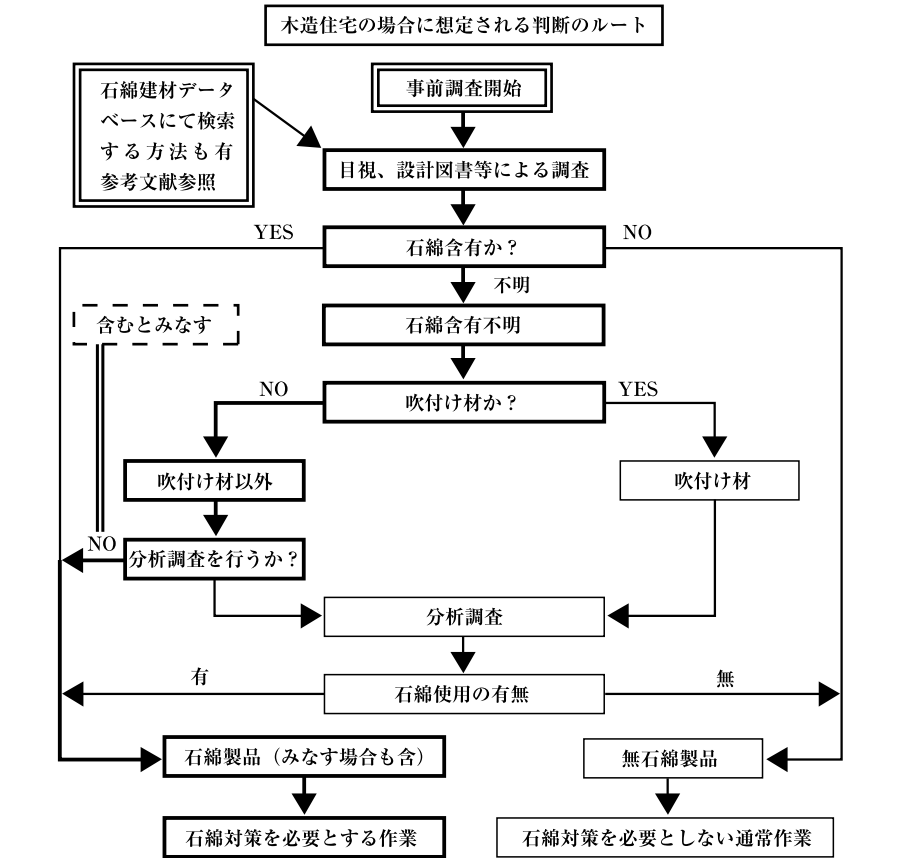 木造住宅の場合に想定される判断のルート
石綿建材データ
ベースにて検索
する方法も有
参考文献参照
事前調査開始
目視、設計図書等による調査
YES
石綿含有か？
NO
不明
含むとみなす
石綿含有不明
NO
吹付け材か？
YES
吹付け材以外
吹付け材
NO
分析調査を行うか？
分析調査
有
石綿使用の有無
無
石綿製品（みなす場合も含）
無石綿製品
石綿対策を必要とする作業
石綿対策を必要としない通常作業